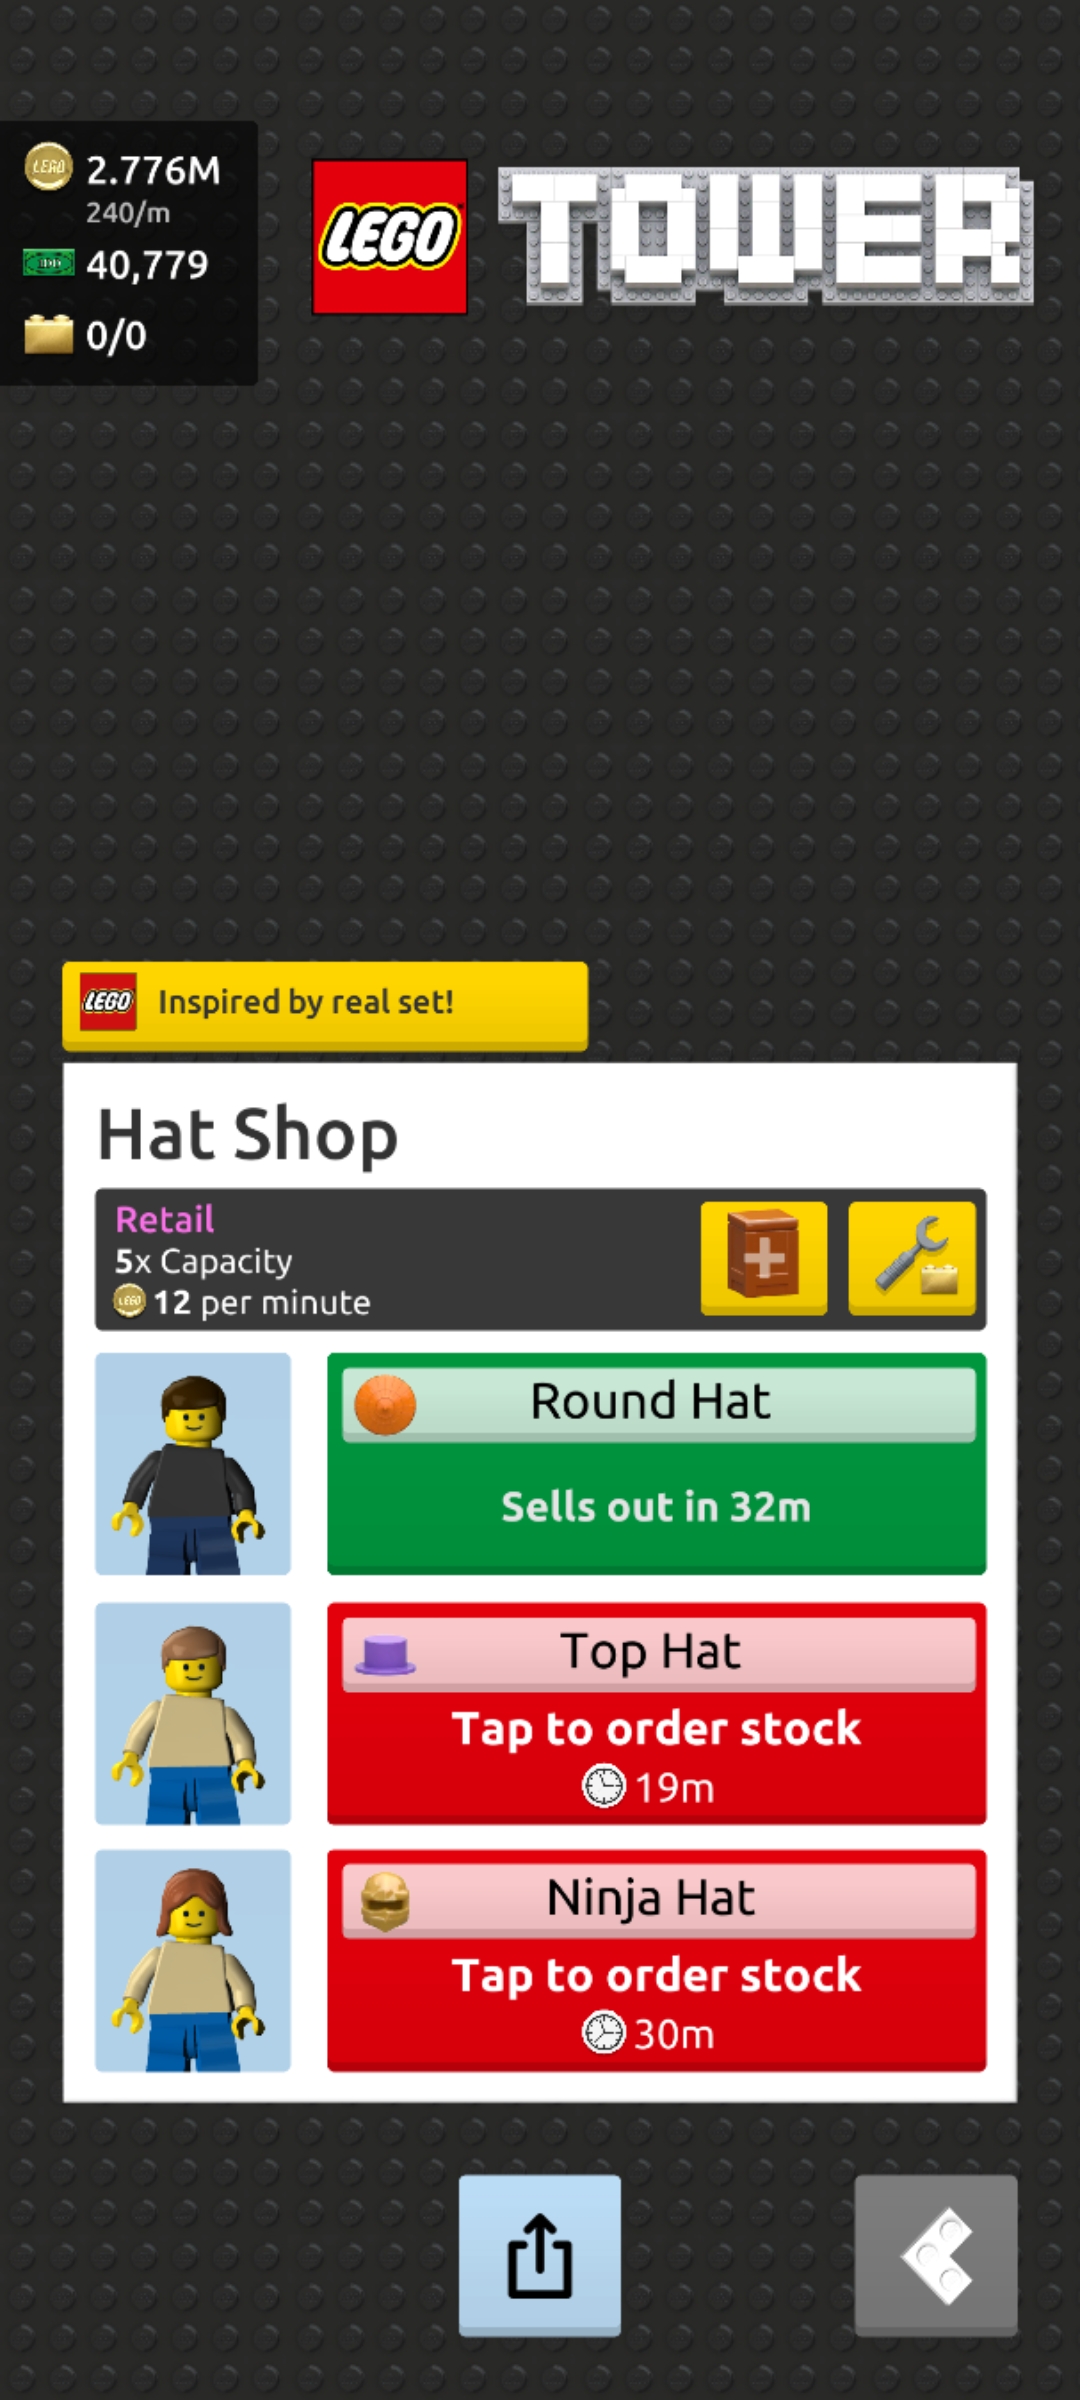 LEGO
2.776M
240/m
40,779
0/0
LEGO TOWER
LEGO Inspired by real set!
Hat Shop
Retail
5x Capacity
LEGO 12 per minute
Round Hat
Sells out in 32m
Top Hat
Tap to order stock
19m
Ninja Hat
Tap to order stock
30m